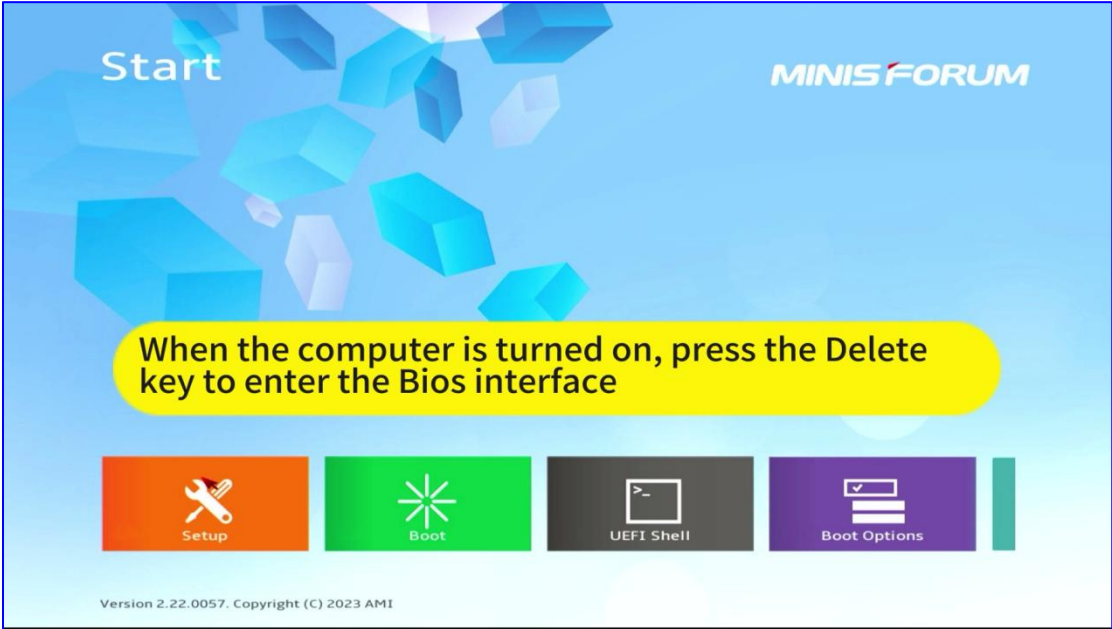 Start
MINISFORUM
When the computer is turned on, press the Delete
key to enter the Bios interface
>_
Setup
Boot
UEFI Shell
Boot Options
Version 2.22.0057. Copyright (C) 2023 AMI